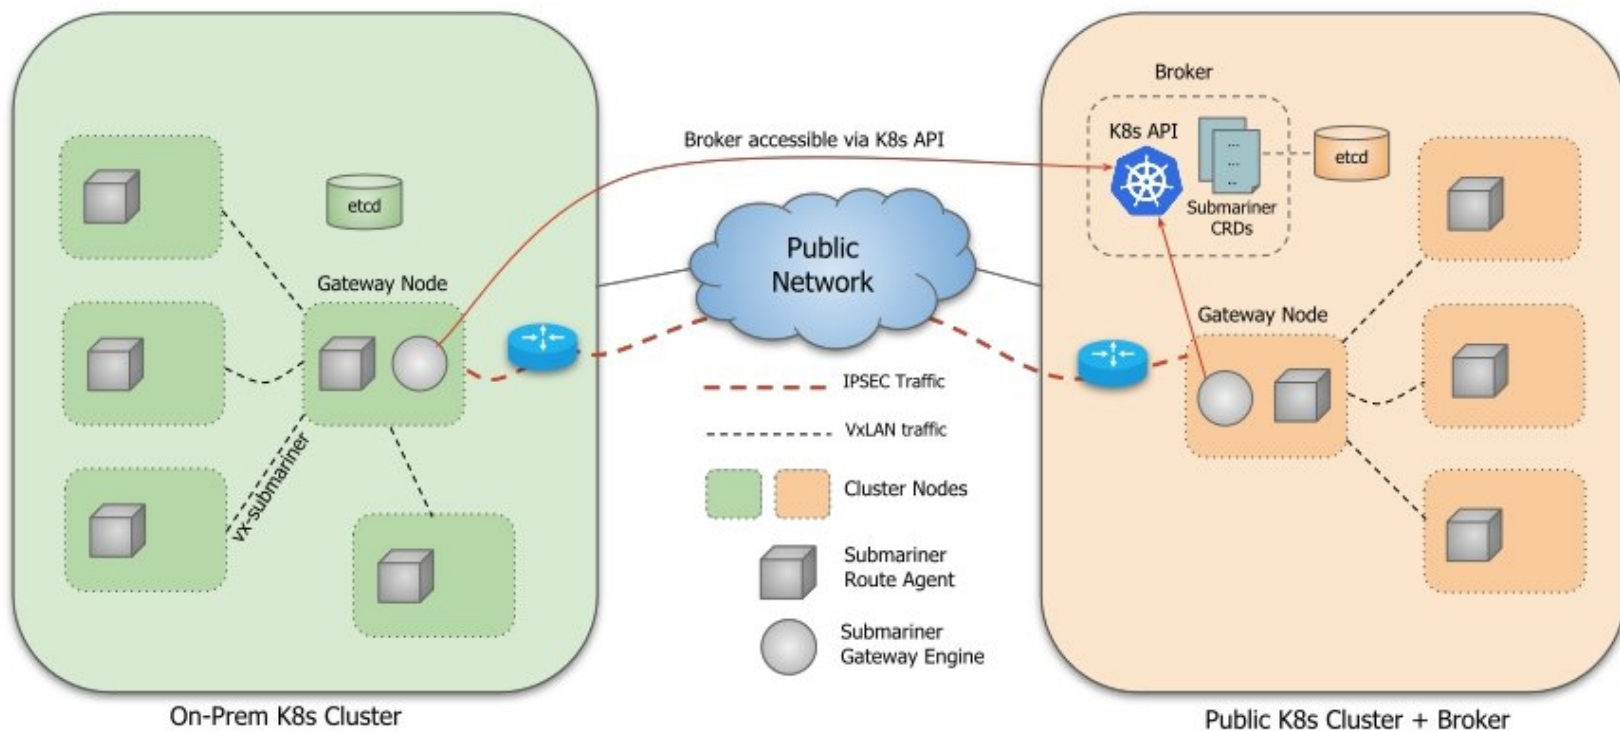 Broker
K8s API
etcd
Submariner
CRDs
Broker accessible via K8s API
etcd
Public
Network
Gateway Node
Gateway Node
vx-submariner
IPSEC Traffic
VxLAN traffic
Cluster Nodes
Submariner
Route Agent
Submariner
Gateway Engine
On-Prem K8s Cluster
Public K8s Cluster + Broker